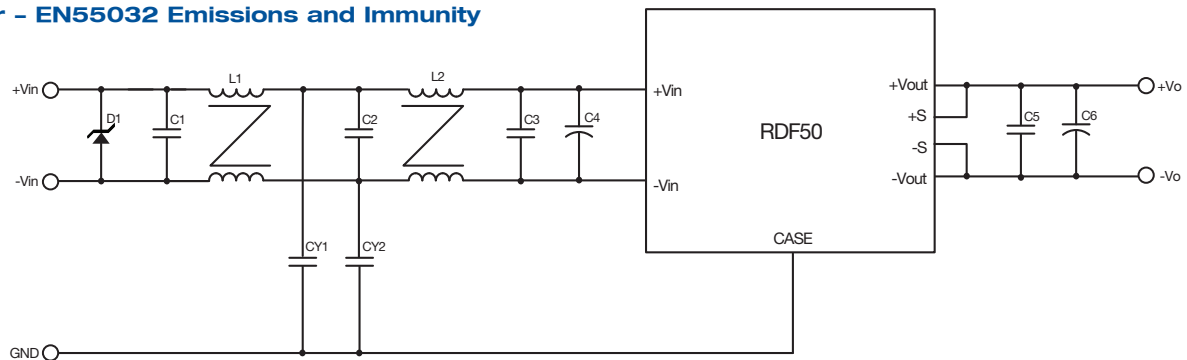 – EN55032 Emissions and Immunity
L1
L2
+Vin
D1
C1
C2
C3
C4
-Vin
CY1
CY2
GND
+Vin
-Vin
RDF50
CASE
+Vout
+S
-S
-Vout
C5
C6
+Vo
-Vo